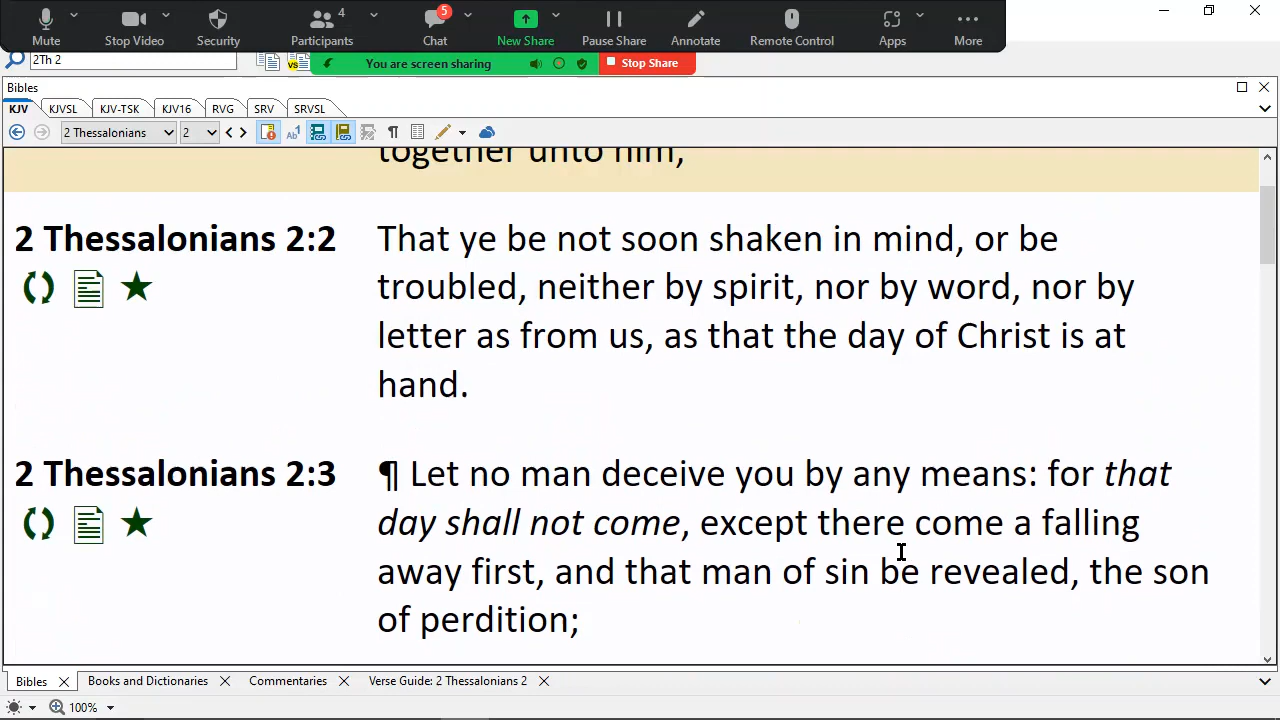 4
5
Mute Stop Video Security Participants Chat New Share Pause Share Annotate Remote Control Apps More
2Th 2
VS
You are screen sharing
Stop Share
Bibles
KJV KJVSL KJV-TSK KJV16 RVG SRV SRVSL
2 Thessalonians 2
together unto him;
2 Thessalonians 2:2 That ye be not soon shaken in mind, or be
troubled, neither by spirit, nor by word, nor by
letter as from us, as that the day of Christ is at
hand.
2 Thessalonians 2:3 ¶ Let no man deceive you by any means: for that
day shall not come, except there come a falling
away first, and that man of sin be revealed, the son
of perdition;
Bibles Books and Dictionaries Commentaries Verse Guide: 2 Thessalonians 2
100%